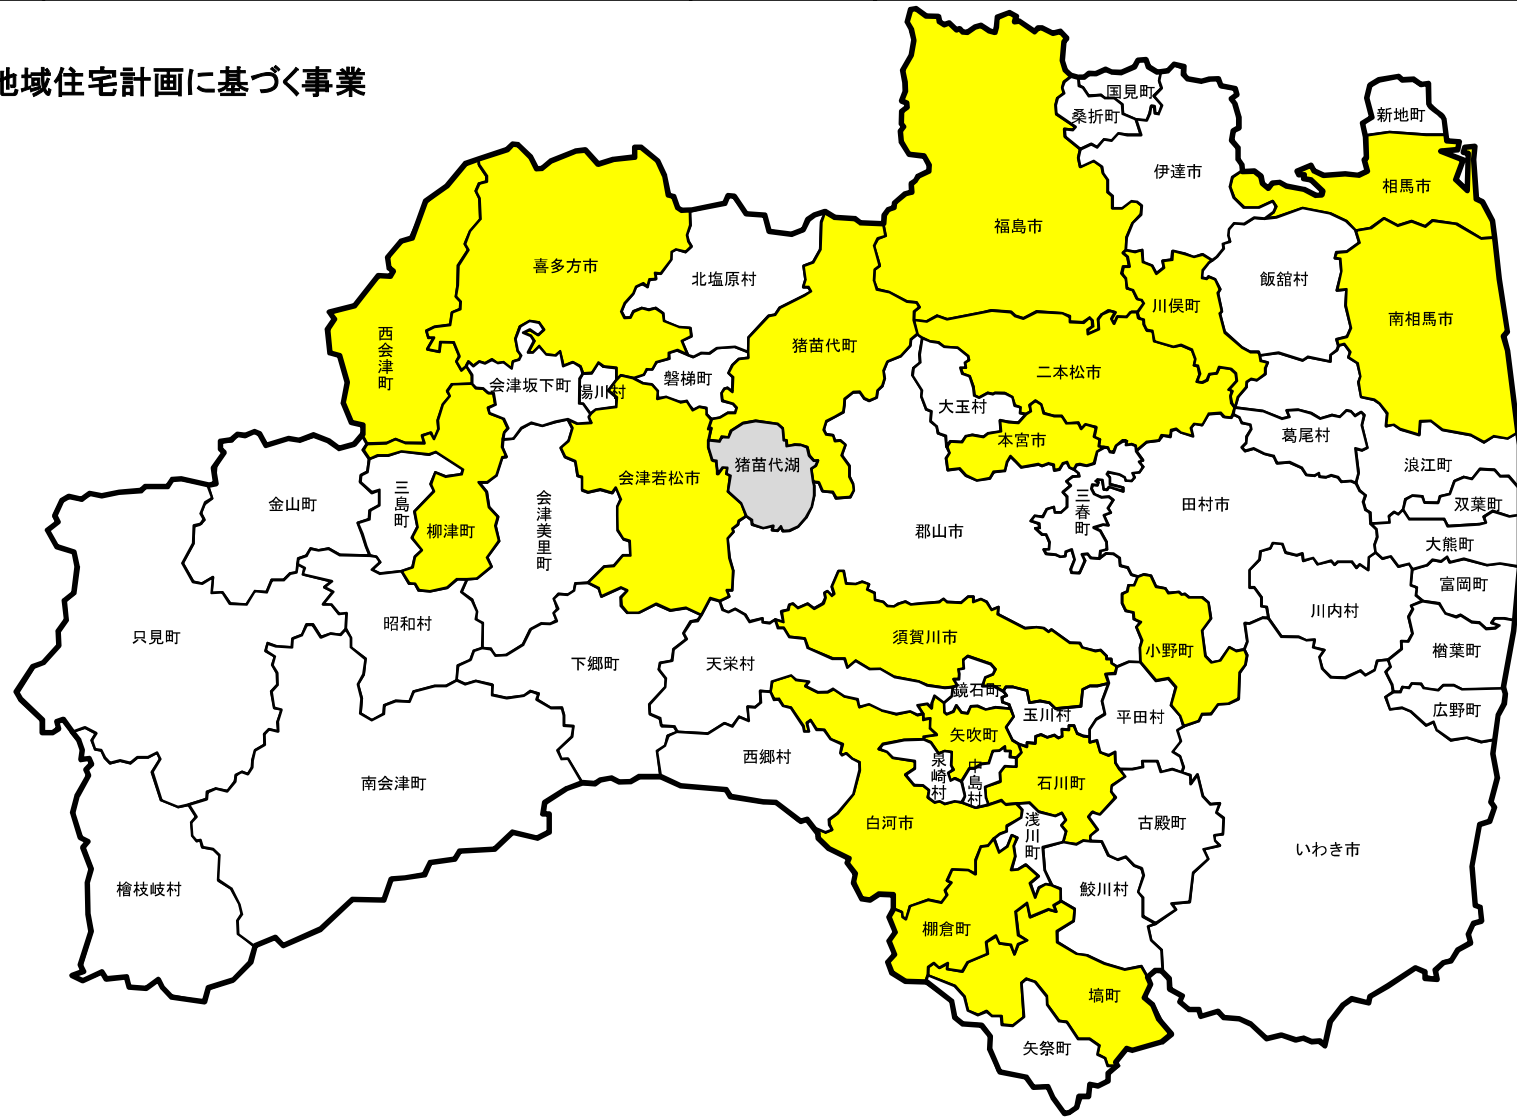 地域住宅計画に基づく事業
国見町
桑折町
新地町
伊達市
相馬市
福島市
喜多方市
北塩原村
飯舘村
川俣町
南相馬市
西会津町
猪苗代町
二本松市
会津坂下町
湯川村
磐梯町
大玉村
葛尾村
本宮市
浪江町
猪苗代湖
会津若松市
金山町
三島町
柳津町
会津美里町
三春町
田村市
双葉町
郡山市
大熊町
富岡町
川内村
昭和村
只見町
須賀川市
小野町
楢葉町
下郷町
天栄村
鏡石町
玉川村
平田村
広野町
矢吹町
西郷村
泉崎村
中島村
石川町
南会津町
白河市
浅川町
古殿町
いわき市
檜枝岐村
鮫川村
棚倉町
塙町
矢祭町